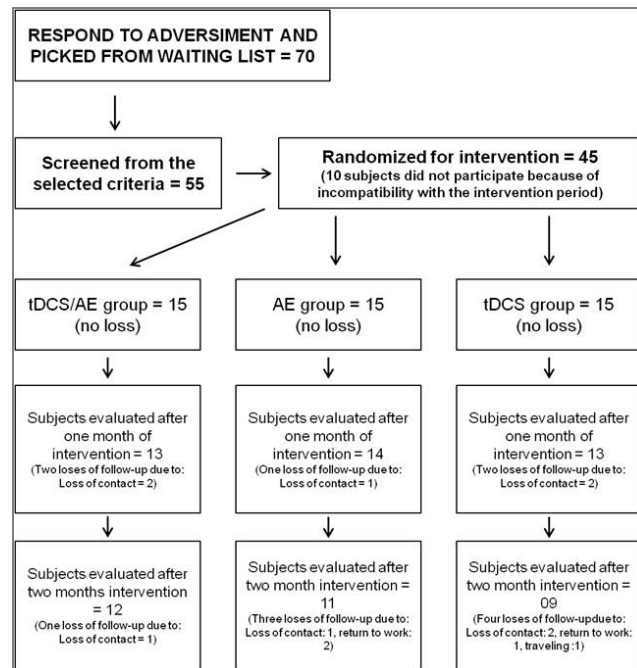 RESPOND TO ADVERSIMENT AND
PICKED FROM WAITING LIST = 70
Screened from the
selected criteria = 55
Randomized for intervention = 45
(10 subjects did not participate because of
incompatibility with the intervention period)
tDCS/AE group = 15
(no loss)
AE group = 15
(no loss)
tDCS group = 15
(no loss)
Subjects evaluated after
one month of
intervention = 13
(Two loses of follow-up due to:
Loss of contact = 2)
Subjects evaluated after
one month of
intervention = 14
(One loss of follow-up due to:
Loss of contact = 1)
Subjects evaluated after
one month of
intervention = 13
(Two loses of follow-up due to:
Loss of contact = 2)
Subjects evaluated after
two months intervention
= 12
(One loss of follow-up due to:
Loss of contact = 1)
Subjects evaluated after
two month intervention =
11
(Three loses of follow-up due to:
Loss of contact: 1, return to work:
2)
Subjects evaluated after
two month intervention =
09
(Four loses of follow-updue to:
Loss of contact: 2, return to work:
1, traveling :1)